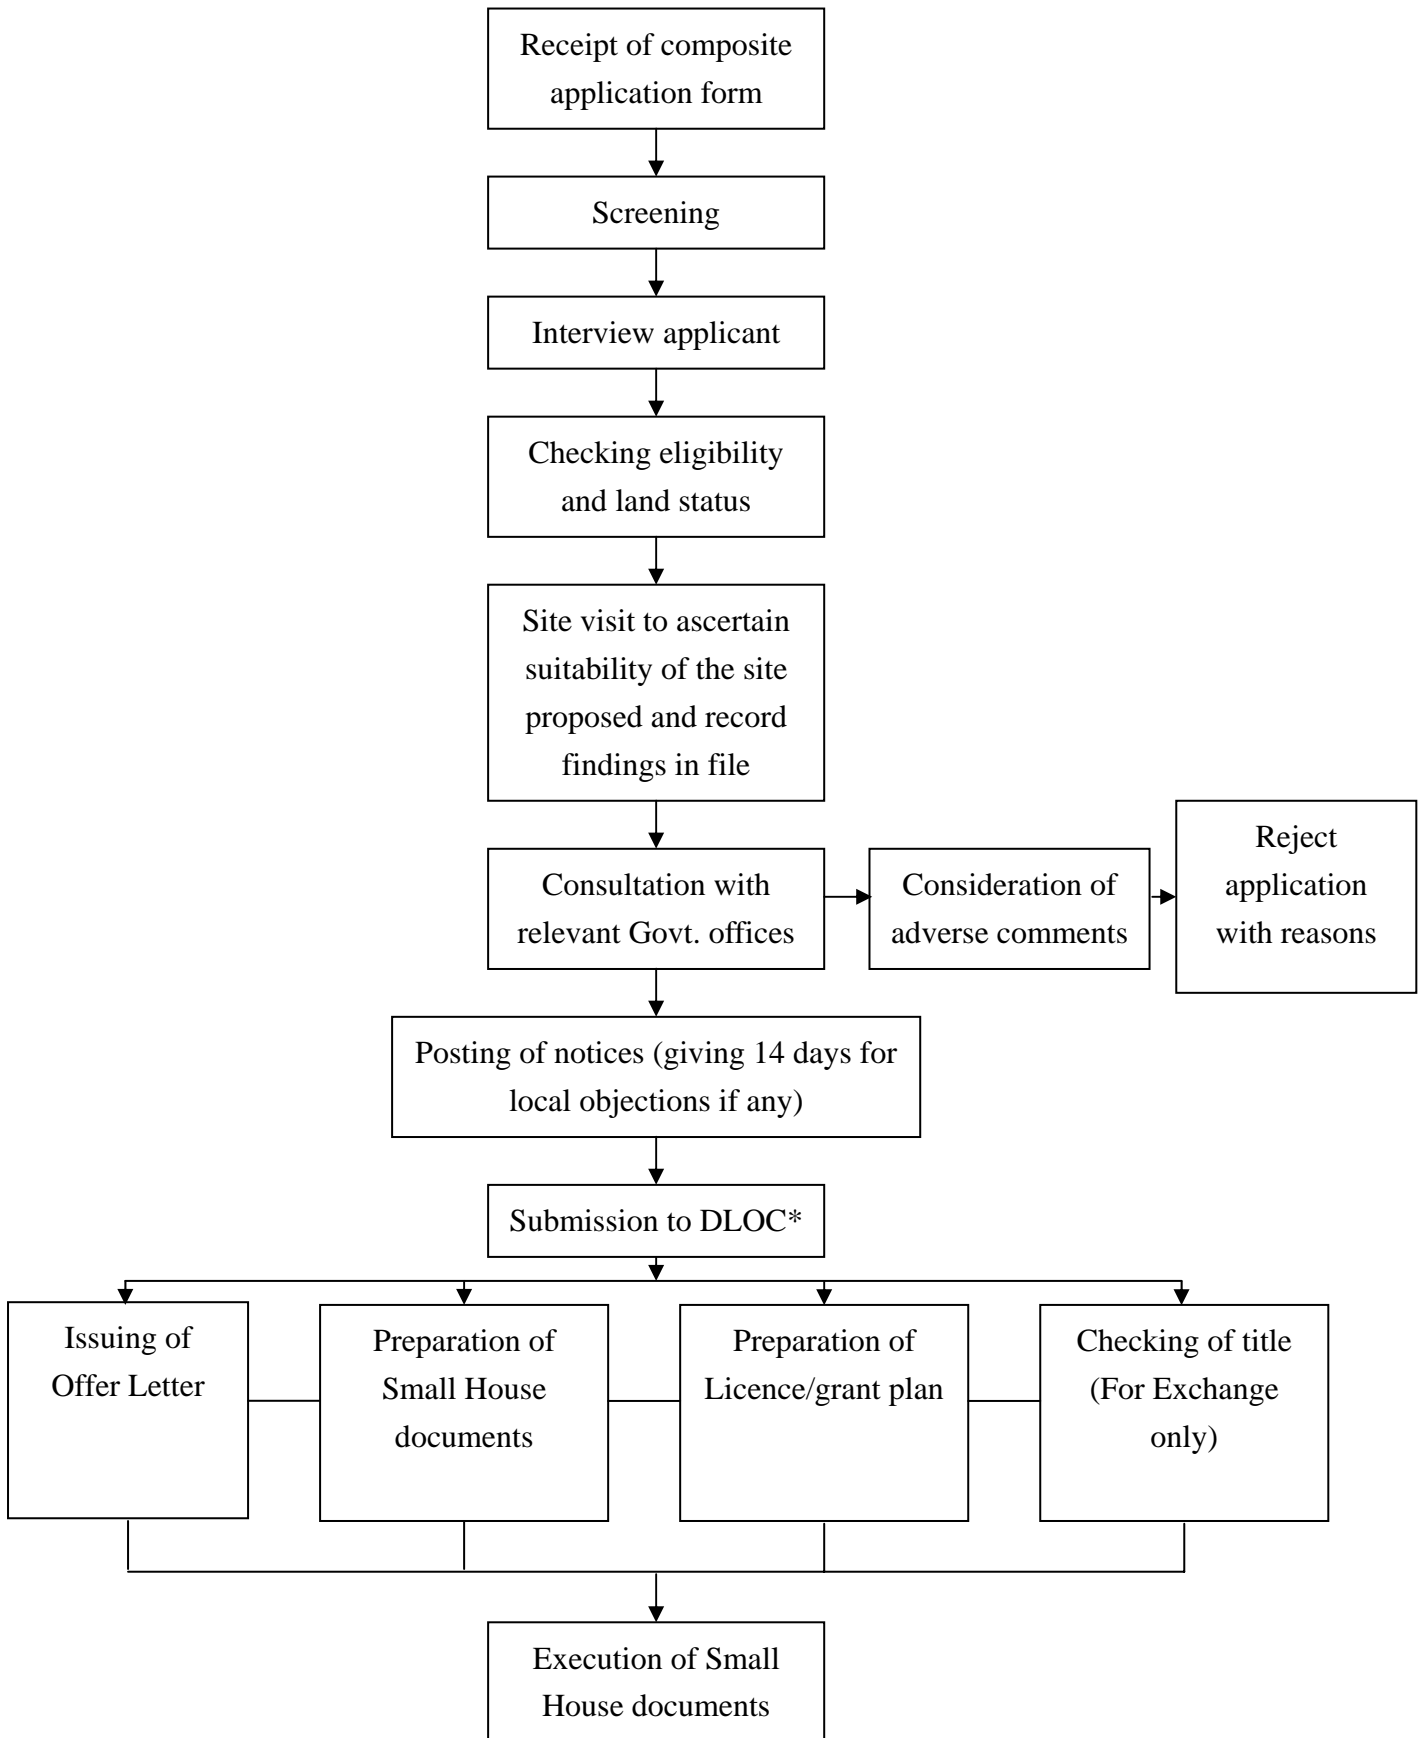 Receipt of composite
application form
Screening
Interview applicant
Checking eligibility
and land status
Site visit to ascertain
suitability of the site
proposed and record
findings in file
Consultation with
relevant Govt. offices
Consideration of
adverse comments
Reject
application
with reasons
Posting of notices (giving 14 days for
local objections if any)
Submission to DLOC*
Issuing of
Offer Letter
Preparation of
Small House
documents
Preparation of
Licence/grant plan
Checking of title
(For Exchange
only)
Execution of Small
House documents